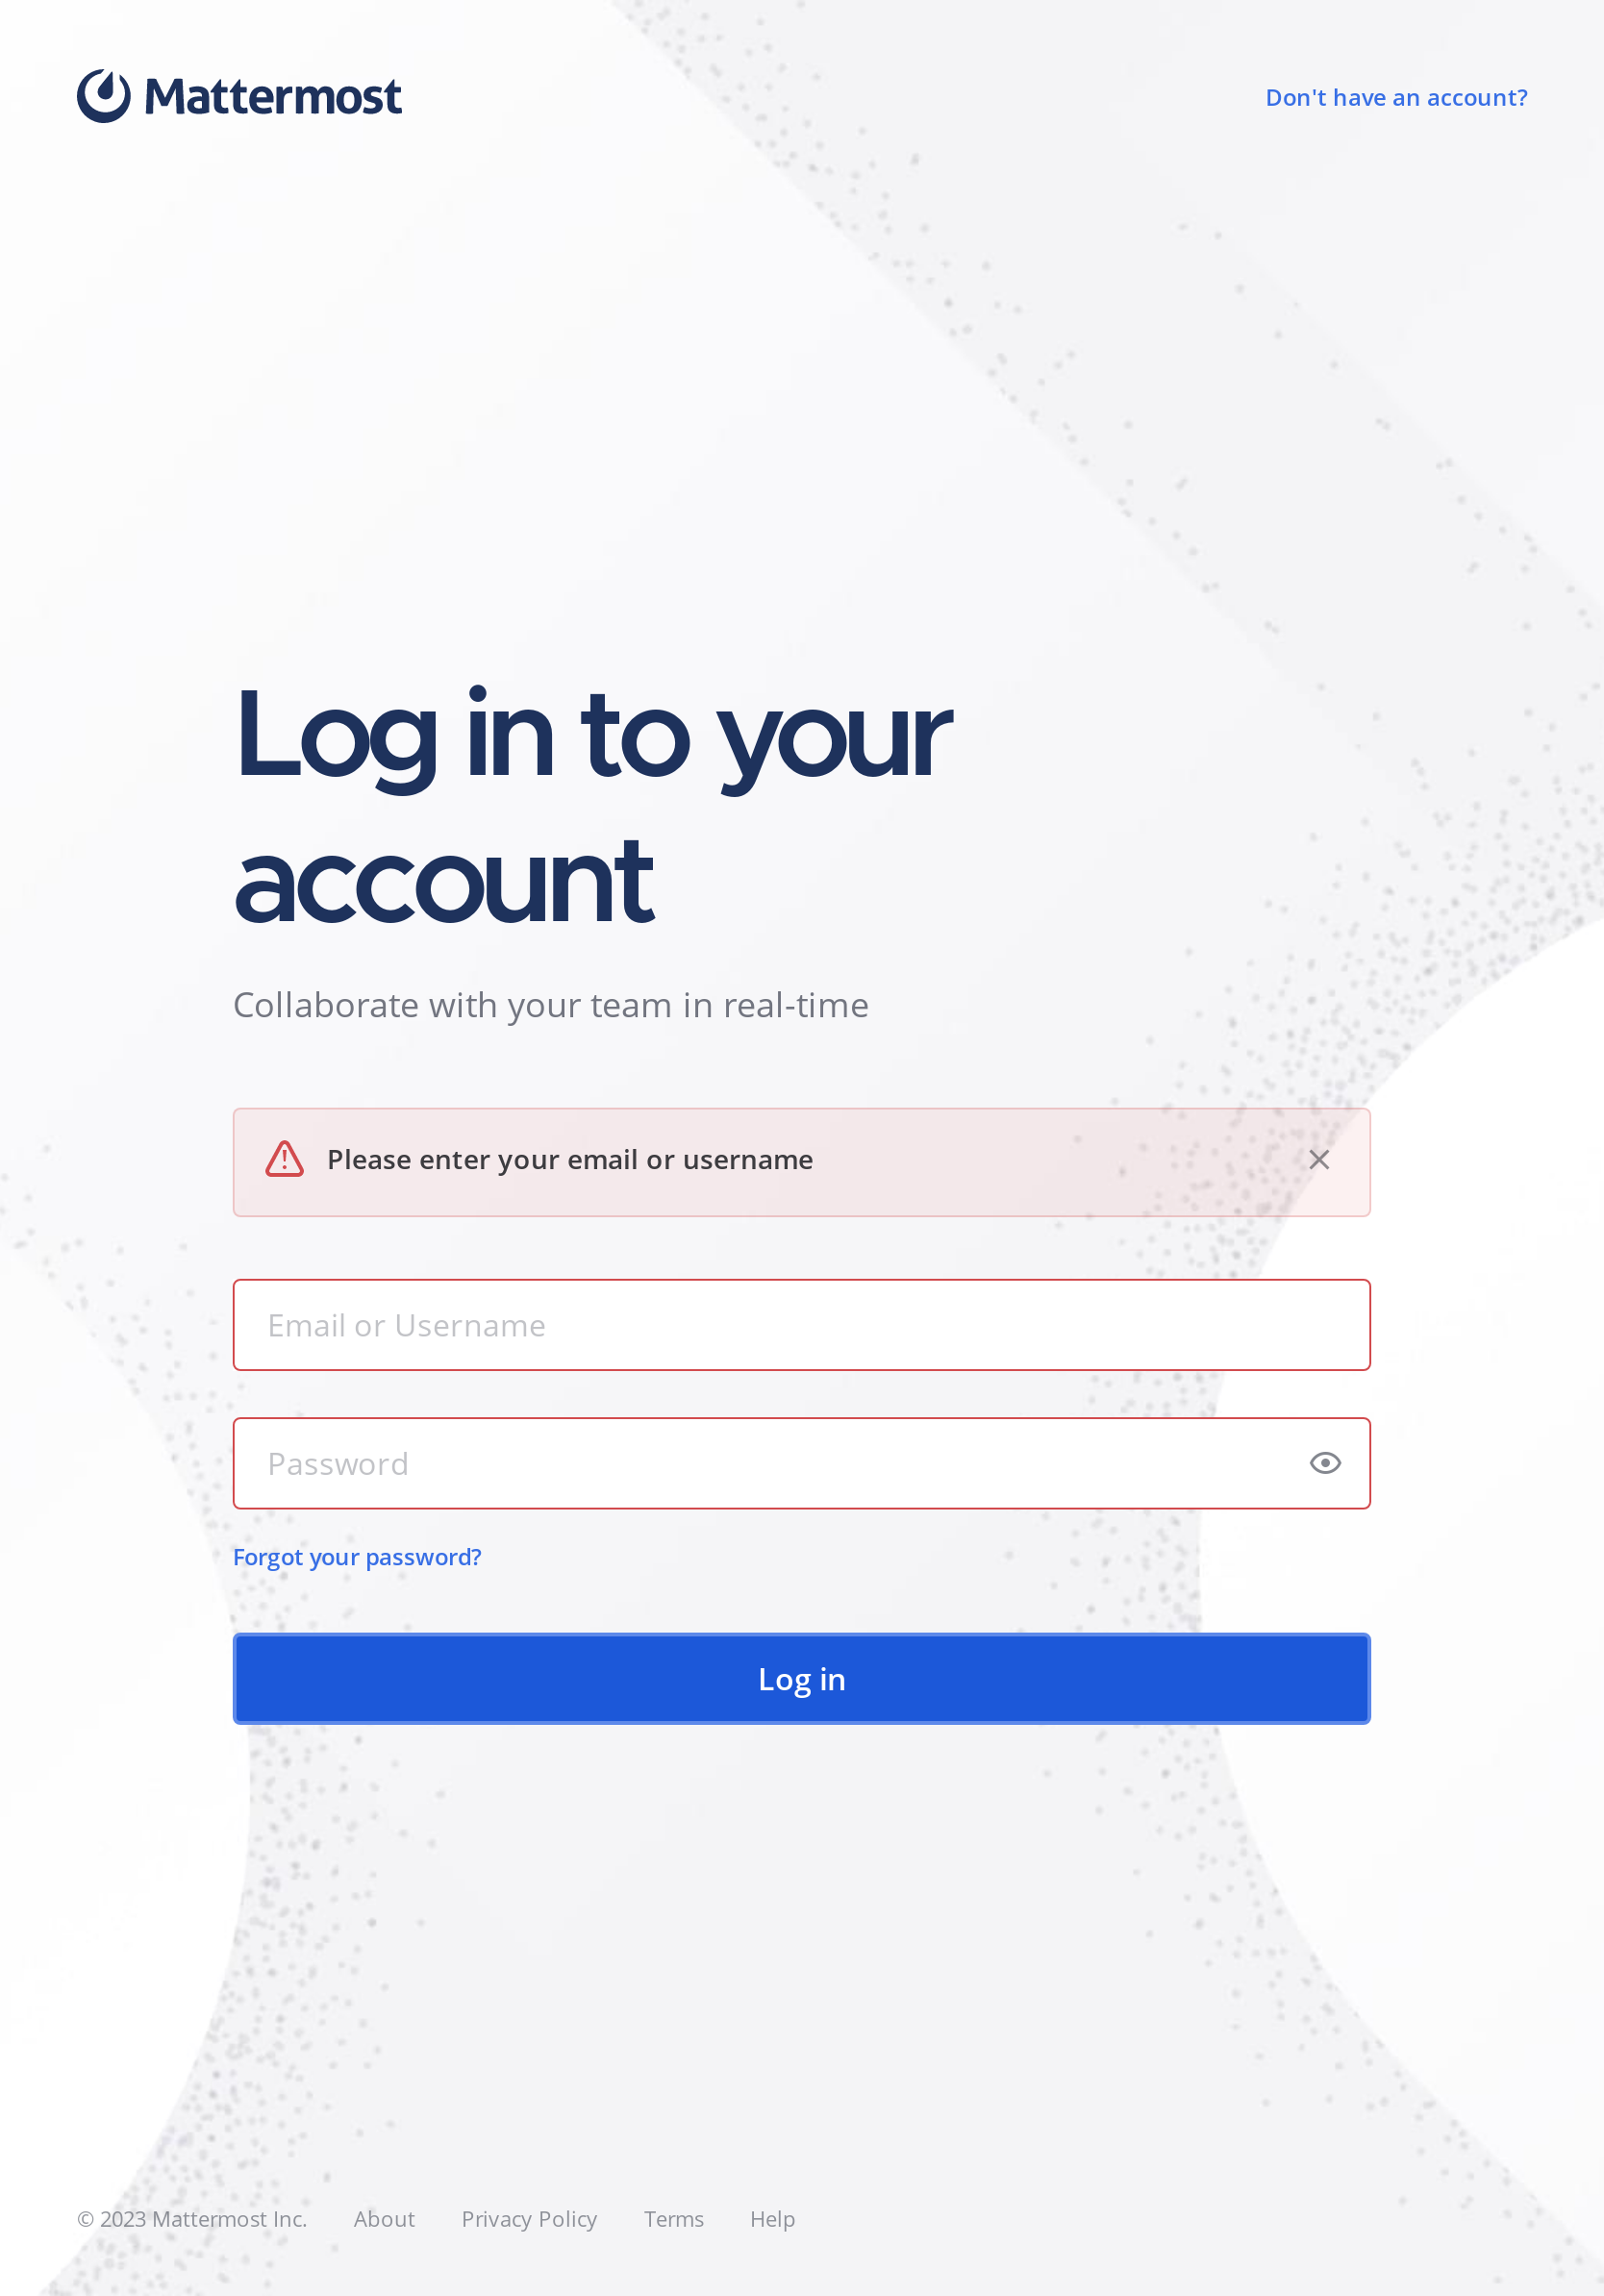 Mattermost
Don't have an account?
Log in to your
account
Collaborate with your team in real-time
Please enter your email or username
Email or Username
Password
Forgot your password?
Log in
© 2023 Mattermost Inc. About Privacy Policy Terms Help